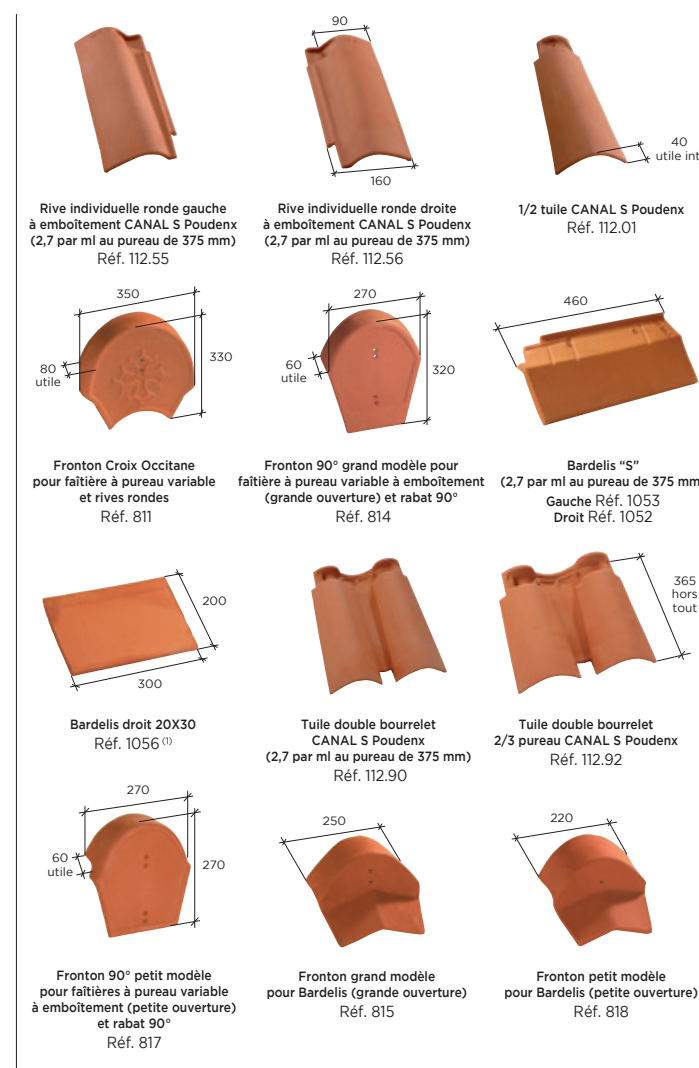 90
40
utile int
160
Rive individuelle ronde gauche
à emboîtement CANAL S Poudenx
(2,7 par ml au pureau de 375 mm)
Réf. 112.55
Rive individuelle ronde droite
à emboîtement CANAL S Poudenx
(2,7 par ml au pureau de 375 mm)
Réf. 112.56
1/2 tuile CANAL S Poudenx
Réf. 112.01
350
330
80
utile
270
60
utile
320
460
Fronton Croix Occitane
pour faîtière à pureau variable
et rives rondes
Réf. 811
Fronton 90° grand modèle pour
faîtière à pureau variable à emboîtement
(grande ouverture) et rabat 90°
Réf. 814
Bardelis “S”
(2,7 par ml au pureau de 375 mm
Gauche Réf. 1053
Droit Réf. 1052
200
300
365
hors
tout
Bardelis droit 20X30
Réf. 1056 (1)
Tuile double bourrelet
CANAL S Poudenx
(2,7 par ml au pureau de 375 mm)
Réf. 112.90
Tuile double bourrelet
2/3 pureau CANAL S Poudenx
Réf. 112.92
270
60
utile
270
250
220
Fronton 90° petit modèle
pour faîtières à pureau variable
à emboîtement (petite ouverture)
et rabat 90°
Réf. 817
Fronton grand modèle
pour Bardelis (grande ouverture)
Réf. 815
Fronton petit modèle
pour Bardelis (petite ouverture)
Réf. 818